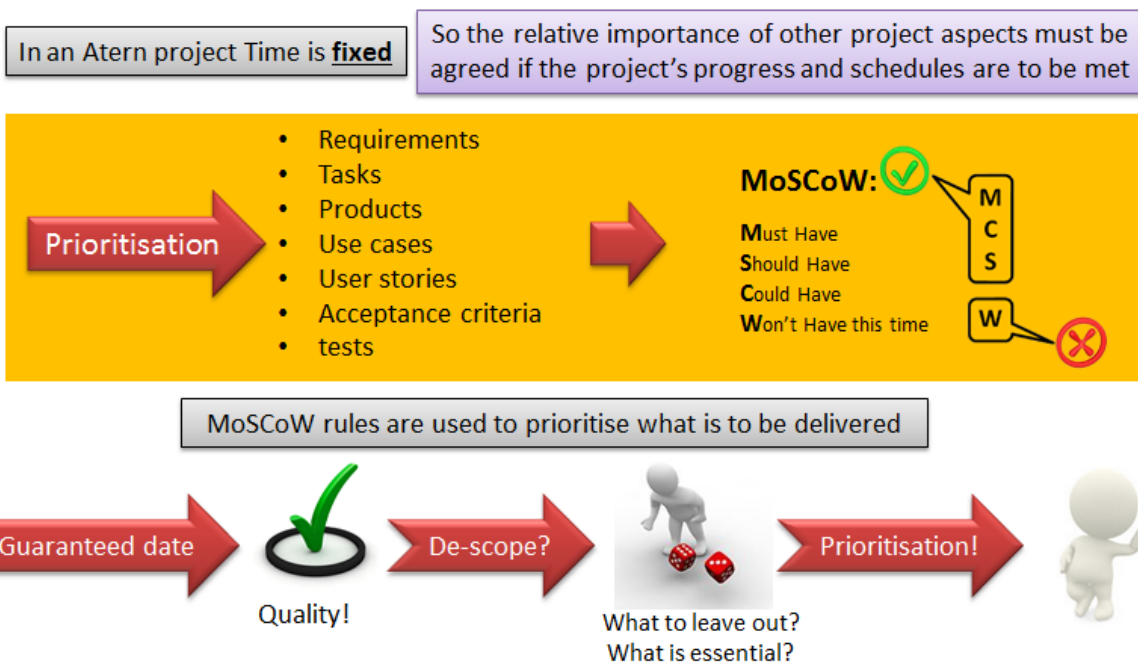 In an Atern project Time is fixed
So the relative importance of other project aspects must be
agreed if the project's progress and schedules are to be met
Prioritisation
• Requirements
• Tasks
• Products
• Use cases
• User stories
• Acceptance criteria
• tests
MoSCoW:
Must Have
Should Have
Could Have
Won't Have this time
M
C
S
W
MoSCoW rules are used to prioritise what is to be delivered
Guaranteed date
Quality!
De-scope?
What to leave out?
What is essential?
Prioritisation!